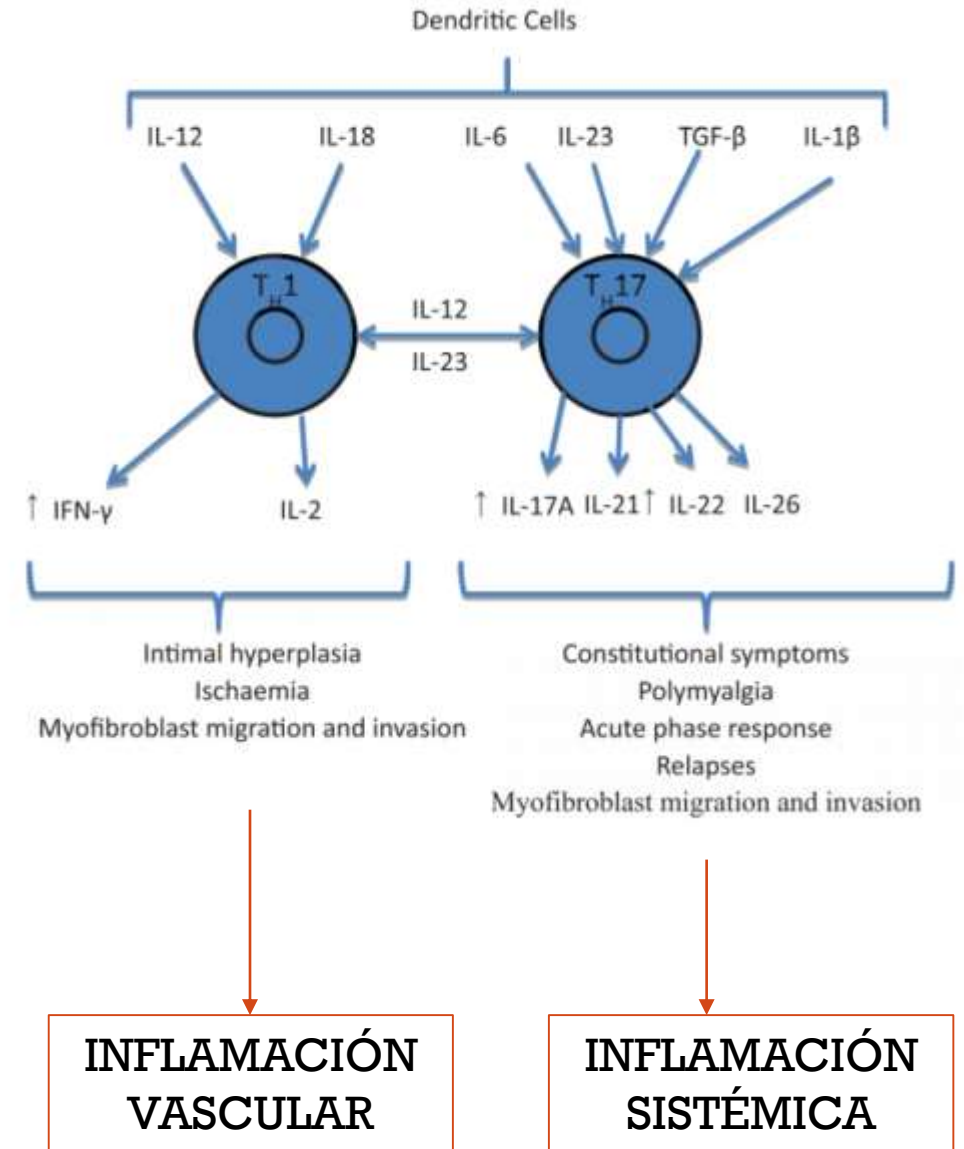 Dendritic Cells
IL-12 IL-18 IL-6 IL-23 TGF-β IL-1β
TH1 TH17
IL-12
IL-23
↑ IFN-γ IL-2 ↑ IL-17A IL-21↑ IL-22 IL-26
Intimal hyperplasia
Ischaemia
Myofibroblast migration and invasion
Constitutional symptoms
Polymyalgia
Acute phase response
Relapses
Myofibroblast migration and invasion
INFLAMACIÓN
VASCULAR
INFLAMACIÓN
SISTÉMICA